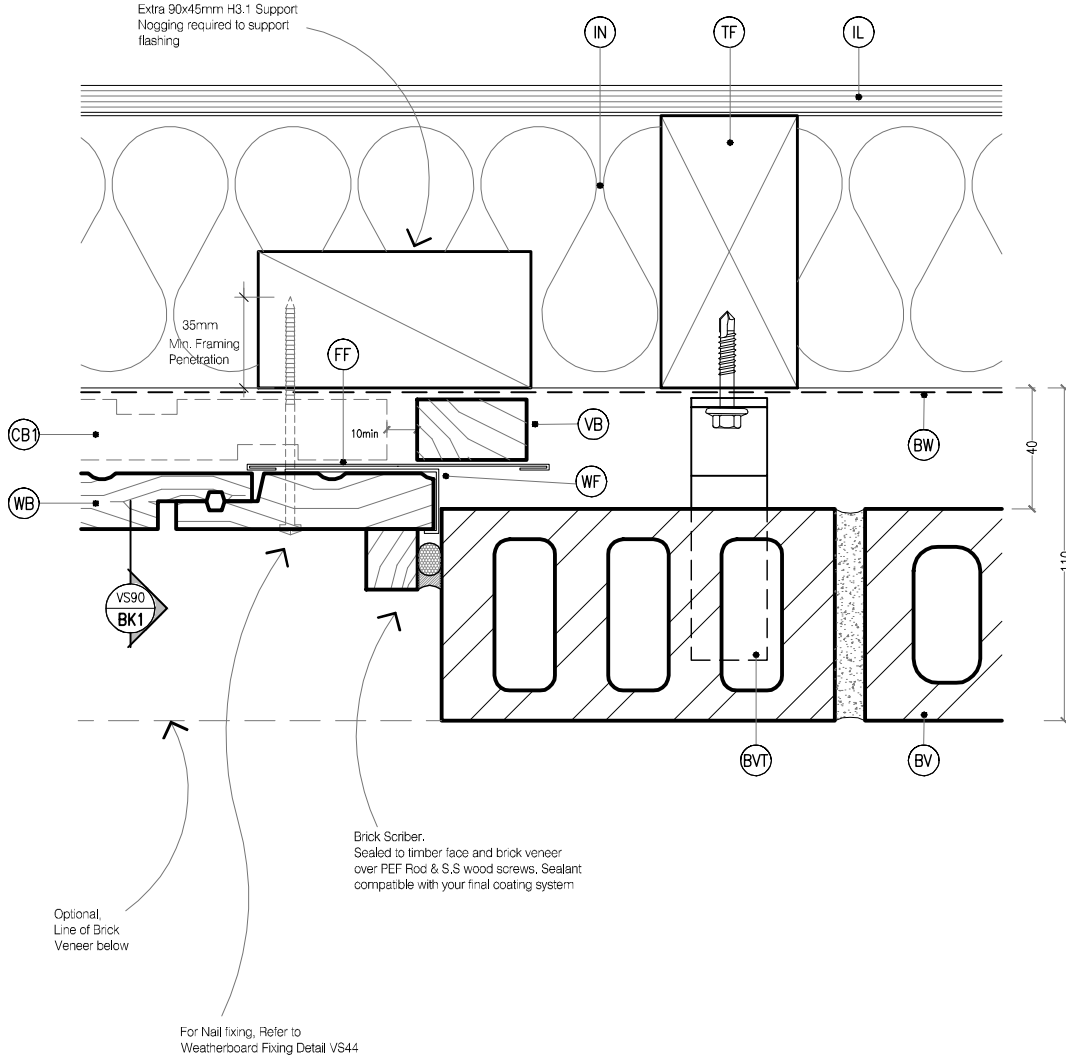 Extra 90x45mm H3.1 Support
Nogging required to support
flashing
IN
TF
IL
35mm
Min. Framing
Penetration
FF
CB1
10min
VB
BW
40
WB
WF
110
VS90
BK1
BVT
BV
Brick Scriber.
Sealed to timber face and brick veneer
over PEF Rod & S.S wood screws. Sealant
compatible with your final coating system
Optional,
Line of Brick
Veneer below
For Nail fixing, Refer to
Weatherboard Fixing Detail VS44